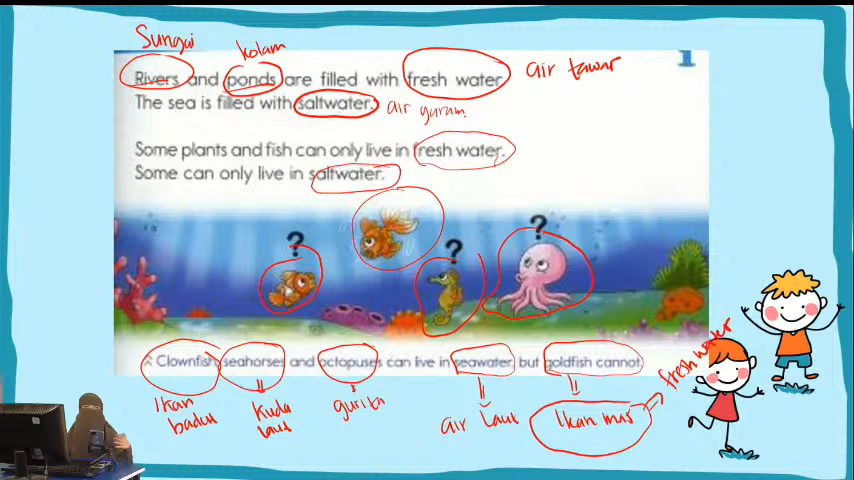 Sungai
kolam
1
Rivers and ponds are filled with fresh water.
air tawar
The sea is filled with saltwater.
air garam
Some plants and fish can only live in fresh water.
Some can only live in saltwater.
?
?
?
Clownfish, seahorses and octopuses can live in seawater, but goldfish cannot.
fresh water
Ikan badut
Kuda laut
gurita
air laut
Ikan mas